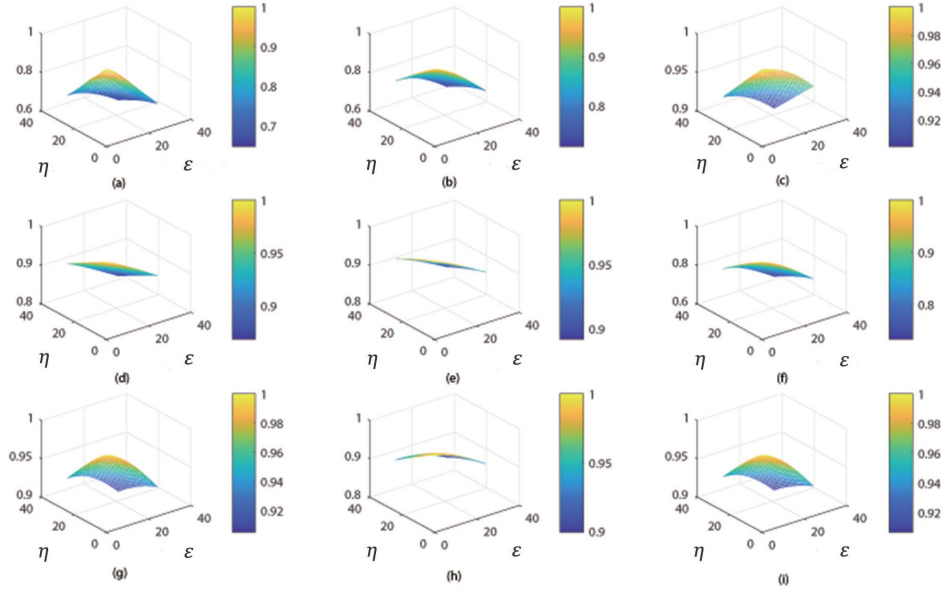 1 1 1 1 1 1
0.98
0.8 0.9 0.8 0.9 0.95 0.96
0.8 0.94
0.6 0.6 0.8 0.9 0.92
40 0.7 40 40
20 40 20 40 20 40
η 0 0 20 ε η 0 0 20 ε η 0 0 20 ε
(a) (b) (c)
1 1 1 1 1 1
0.9 0.95 0.9 0.95 0.8 0.9
0.8 0.9 0.8 0.6 0.8
40 40 0.9 40
20 40 20 40 20 40
η 0 0 20 ε η 0 0 20 ε η 0 0 20 ε
(d) (e) (f)
1 1 1 1 1 1
0.98 0.98
0.95 0.96 0.9 0.95 0.95 0.96
0.94 0.94
0.9 0.92 0.8 0.9 0.9 0.92
40 40 40
20 40 20 40 20 40
η 0 0 20 ε η 0 0 20 ε η 0 0 20 ε
(g) (h) (i)